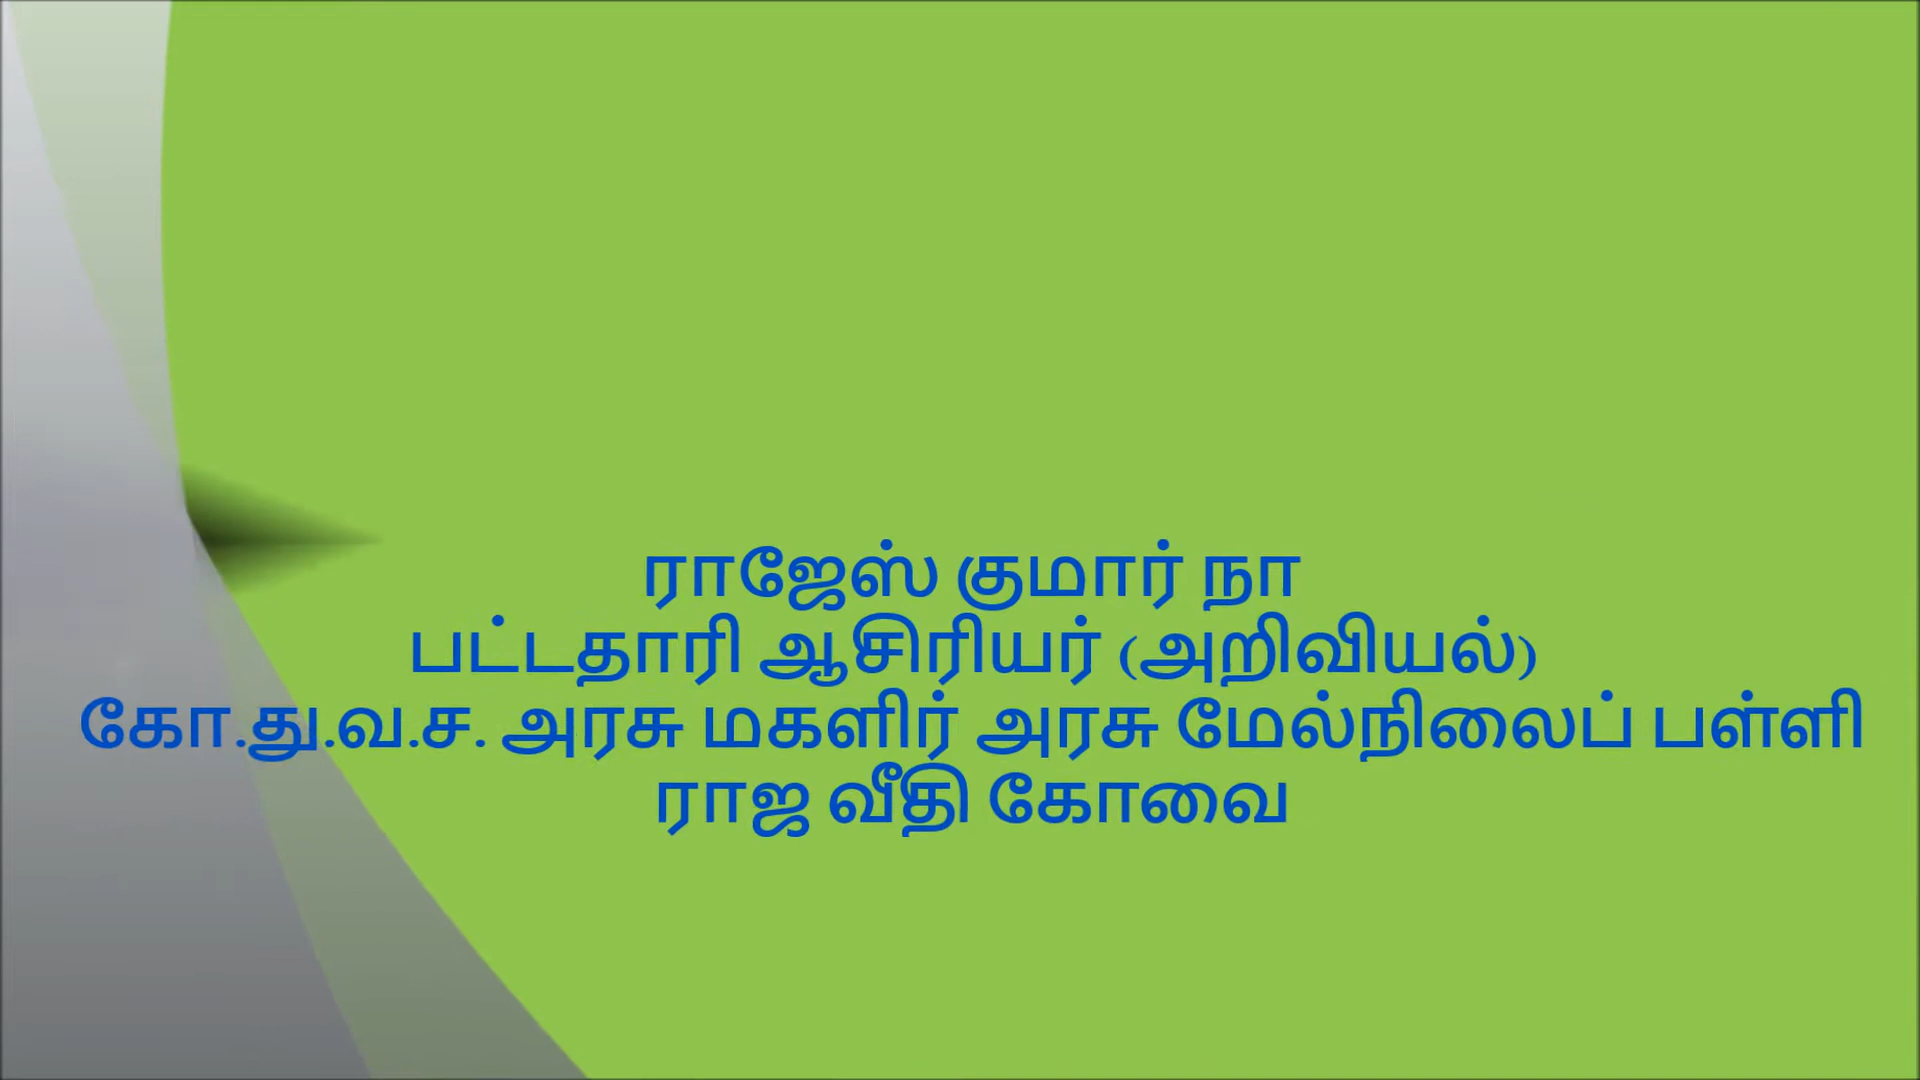 ராஜேஸ் குமார் நா
பட்டதாரி ஆசிரியர் (அறிவியல்)
கோ.து.வ.ச. அரசு மகளிர் அரசு மேல்நிலைப் பள்ளி
ராஜ வீதி கோவை